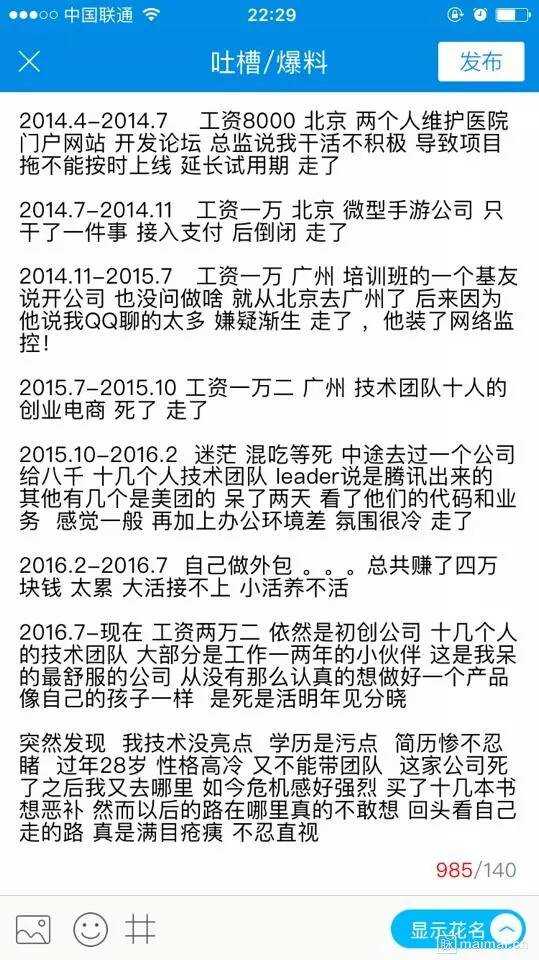 中国联通
22:29
吐槽/爆料
发布
2014.4-2014.7 工资8000 北京 两个人维护医院
门户网站 开发论坛 总监说我干活不积极 导致项目
拖不能按时上线 延长试用期 走了
2014.7-2014.11 工资一万 北京 微型手游公司 只
干了一件事 接入支付 后倒闭 走了
2014.11-2015.7 工资一万 广州 培训班的一个基友
说开公司 也没问做啥 就从北京去广州了 后来因为
他说我QQ聊的太多 嫌疑渐生 走了 ，他装了网络监
控！
2015.7-2015.10 工资一万二 广州 技术团队十人的
创业电商 死了 走了
2015.10-2016.2 迷茫 混吃等死 中途去过一个公司
给八千 十几个人技术团队 leader说是腾讯出来的
其他有几个是美团的 呆了两天 看了他们的代码和业
务 感觉一般 再加上办公环境差 氛围很冷 走了
2016.2-2016.7 自己做外包 。。。总共赚了四万
块钱 太累 大活接不上 小活养不活
2016.7-现在 工资两万二 依然是初创公司 十几个人
的技术团队 大部分是工作一两年的小伙伴 这是我呆
的最舒服的公司 从没有那么认真的想做好一个产品
像自己的孩子一样 是死是活明年见分晓
突然发现 我技术没亮点 学历是污点 简历惨不忍
睹 过年28岁 性格高冷 又不能带团队 这家公司死
了之后我又去哪里 如今危机感好强烈 买了十几本书
想恶补 然而以后的路在哪里真的不敢想 回头看自己
走的路 真是满目疮痍 不忍直视
985/140
显示花名
脉 maimai.cn